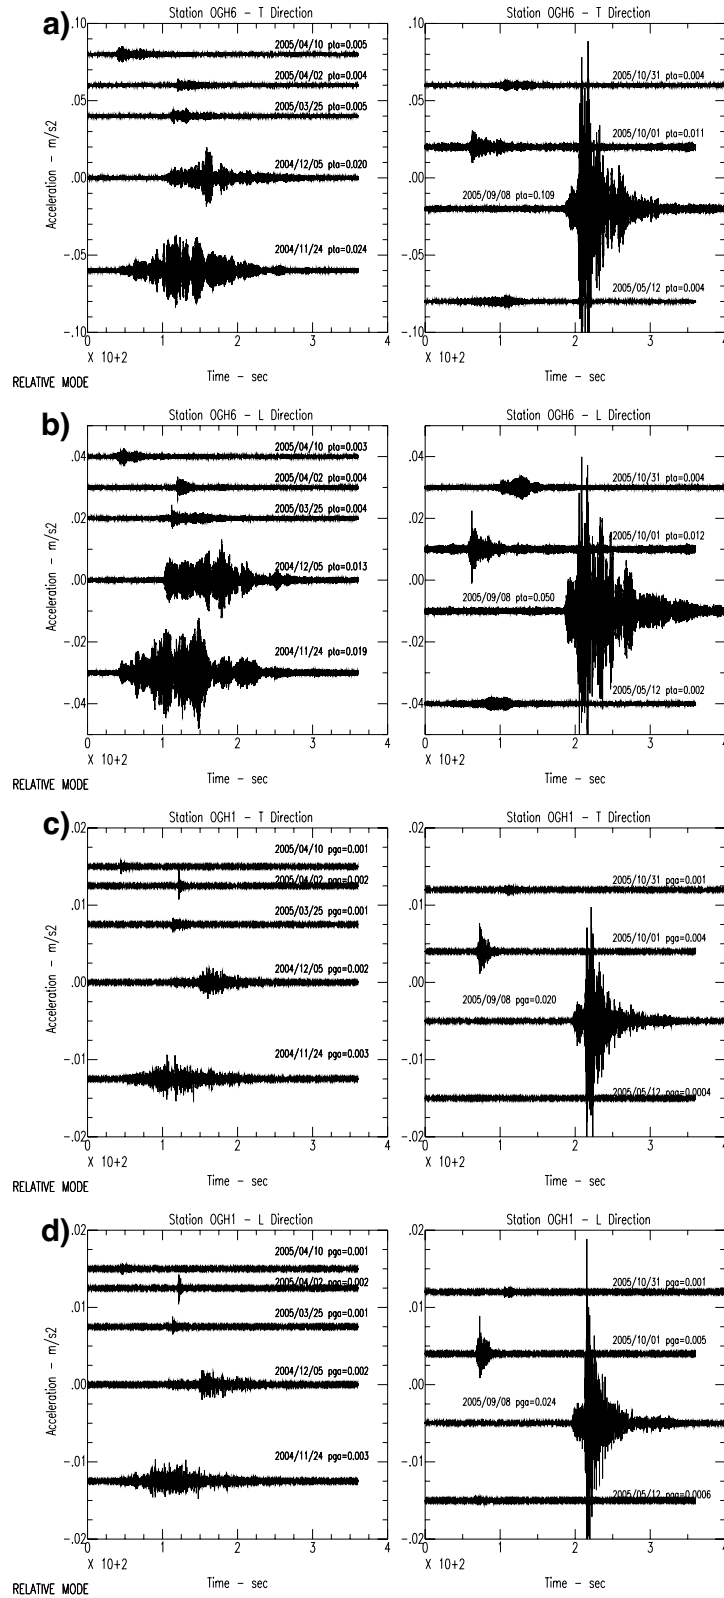 a)
Station OGH6 – T Direction
.10
.05
.00
-.05
-.10
Acceleration – m/s2
2005/04/10 pta=0.005
2005/04/02 pta=0.004
2005/03/25 pta=0.005
2004/12/05 pta=0.020
2004/11/24 pta=0.024
0 1 2 3 4
X 10+2
Time – sec
RELATIVE MODE
Station OGH6 – T Direction
.10
.05
.00
-.05
-.10
2005/10/31 pta=0.004
2005/10/01 pta=0.011
2005/09/08 pta=0.109
2005/05/12 pta=0.004
0 1 2 3 4
X 10+2
Time – sec
b)
Station OGH6 – L Direction
.04
.02
.00
-.02
-.04
Acceleration – m/s2
2005/04/10 pta=0.003
2005/04/02 pta=0.004
2005/03/25 pta=0.004
2004/12/05 pta=0.013
2004/11/24 pta=0.019
0 1 2 3 4
X 10+2
Time – sec
RELATIVE MODE
Station OGH6 – L Direction
.04
.02
.00
-.02
-.04
2005/10/31 pta=0.004
2005/10/01 pta=0.012
2005/09/08 pta=0.050
2005/05/12 pta=0.002
0 1 2 3 4
X 10+2
Time – sec
c)
Station OGH1 – T Direction
.02
.01
.00
-.01
-.02
Acceleration – m/s2
2005/04/10 pga=0.001
2005/04/02 pga=0.002
2005/03/25 pga=0.001
2004/12/05 pga=0.002
2004/11/24 pga=0.003
0 1 2 3 4
X 10+2
Time – sec
RELATIVE MODE
Station OGH1 – T Direction
.02
.01
.00
-.01
-.02
2005/10/31 pga=0.001
2005/10/01 pga=0.004
2005/09/08 pga=0.020
2005/05/12 pga=0.0004
0 1 2 3 4
X 10+2
Time – sec
d)
Station OGH1 – L Direction
.02
.01
.00
-.01
-.02
Acceleration – m/s2
2005/04/10 pga=0.001
2005/04/02 pga=0.002
2005/03/25 pga=0.001
2004/12/05 pga=0.002
2004/11/24 pga=0.003
0 1 2 3 4
X 10+2
Time – sec
RELATIVE MODE
Station OGH1 – L Direction
.02
.01
.00
-.01
-.02
2005/10/31 pga=0.001
2005/10/01 pga=0.005
2005/09/08 pga=0.024
2005/05/12 pga=0.0006
0 1 2 3 4
X 10+2
Time – sec